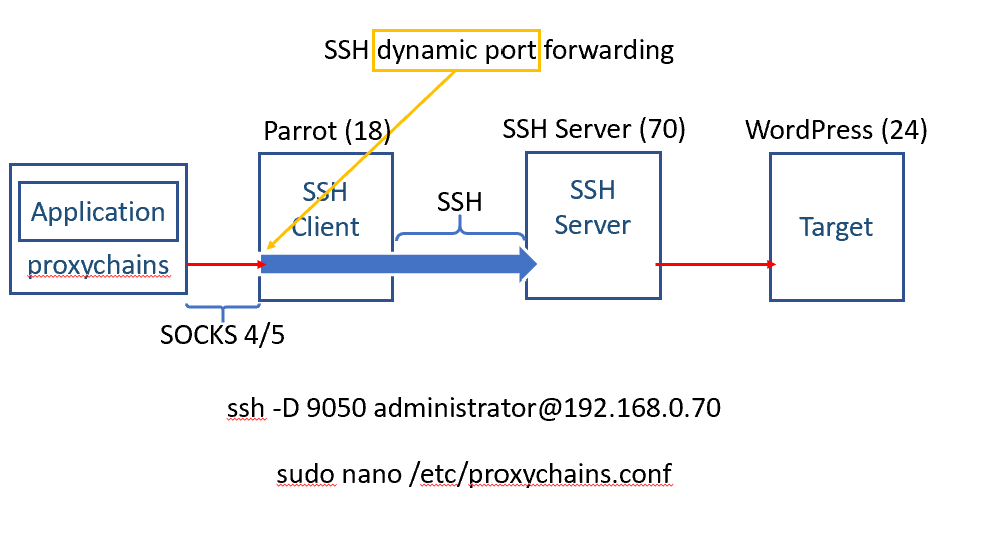 SSH dynamic port forwarding
Parrot (18)
SSH Server (70)
WordPress (24)
Application
proxychains
SSH
Client
SSH
SSH
Server
Target
SOCKS 4/5
ssh -D 9050 administrator@192.168.0.70
sudo nano /etc/proxychains.conf